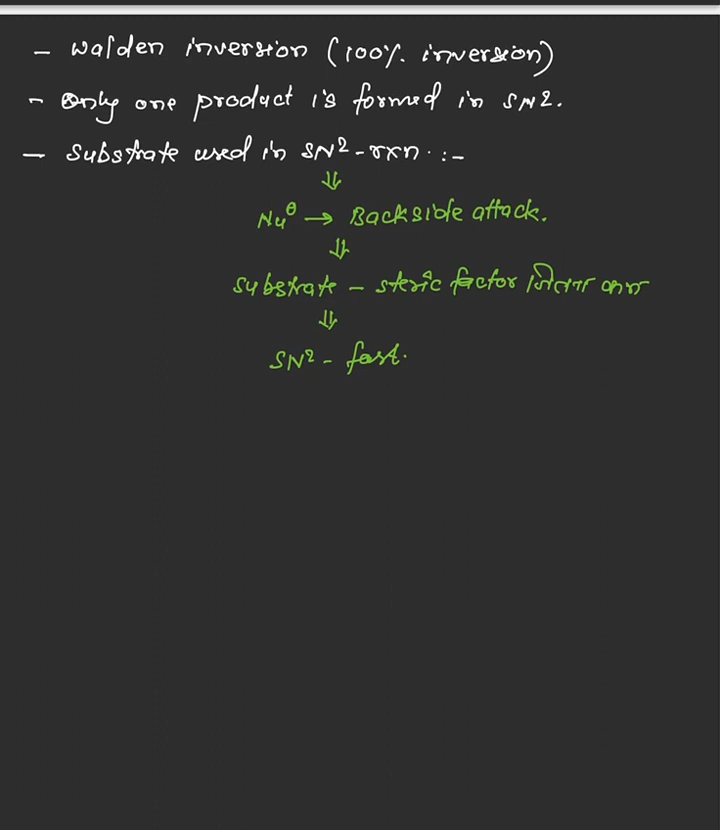 - Walden inversion (100% inversion)
- Only one product is formed in SN2.
- Substrate used in SN2-rxn. :-
⇓
Nu⊖ → Backside attack.
⇓
Substrate - steric factor जितना कम
⇓
SN2 - fast.